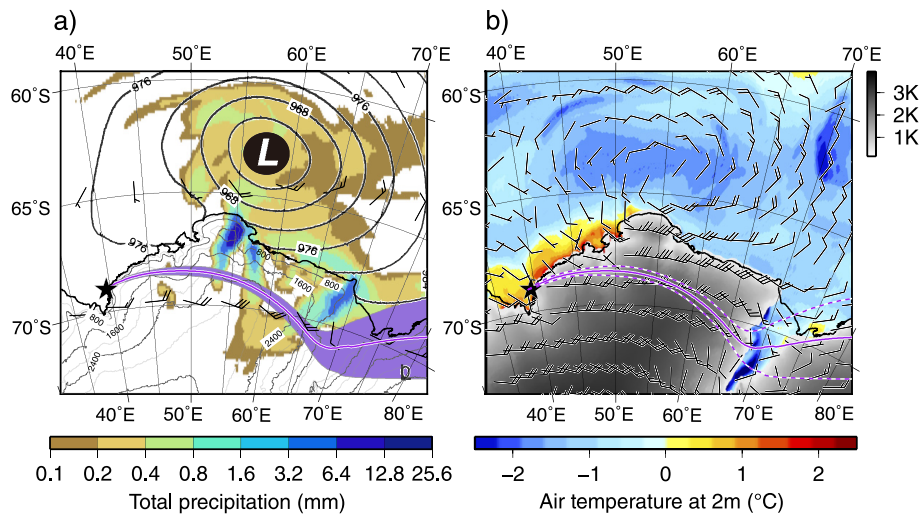 a)
b)
40°E 50°E 60°E 70°E
40°E 50°E 60°E 70°E
60°S
65°S
70°S
976
976
968
L
968
976
976
800
1600
800
800
1600
2400
2400
60°S
65°S
70°S
3K
2K
1K
40°E 50°E 60°E 70°E 80°E
40°E 50°E 60°E 70°E 80°E
0.1 0.2 0.4 0.8 1.6 3.2 6.4 12.8 25.6
Total precipitation (mm)
−2 −1 0 1 2
Air temperature at 2m (°C)